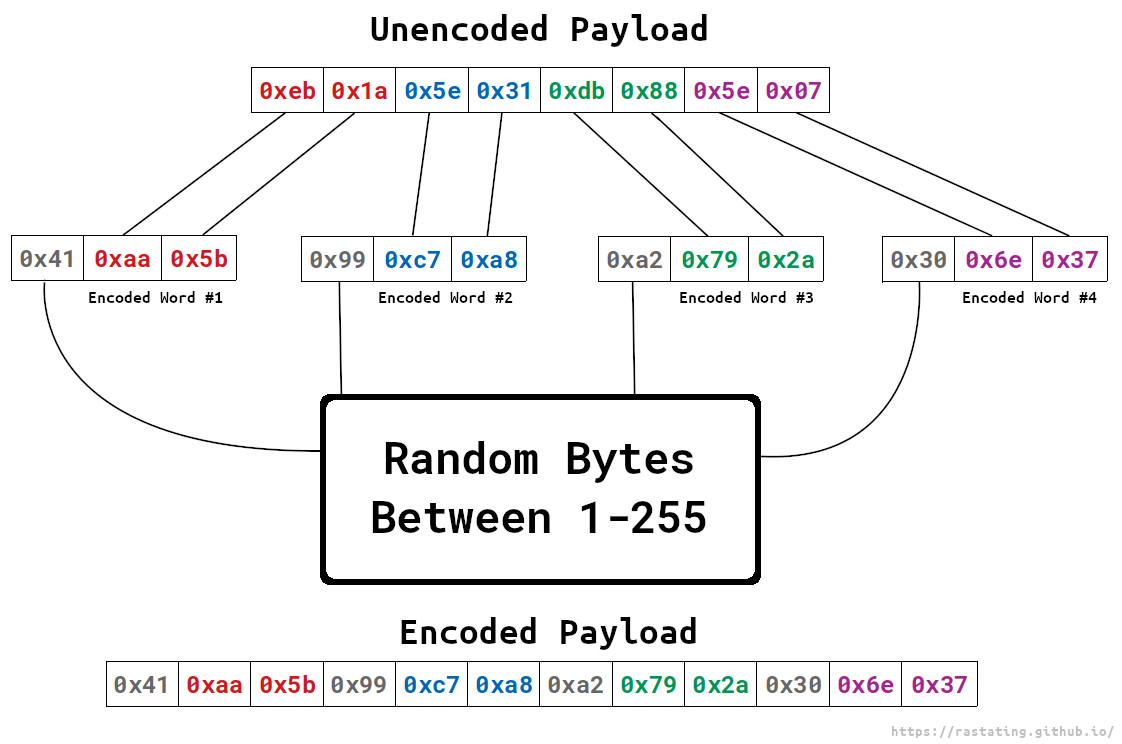 Unencoded Payload
0xeb 0x1a 0x5e 0x31 0xdb 0x88 0x5e 0x07
0x41 0xaa 0x5b
Encoded Word #1
0x99 0xc7 0xa8
Encoded Word #2
0xa2 0x79 0x2a
Encoded Word #3
0x30 0x6e 0x37
Encoded Word #4
Random Bytes
Between 1-255
Encoded Payload
0x41 0xaa 0x5b 0x99 0xc7 0xa8 0xa2 0x79 0x2a 0x30 0x6e 0x37
https://rastating.github.io/